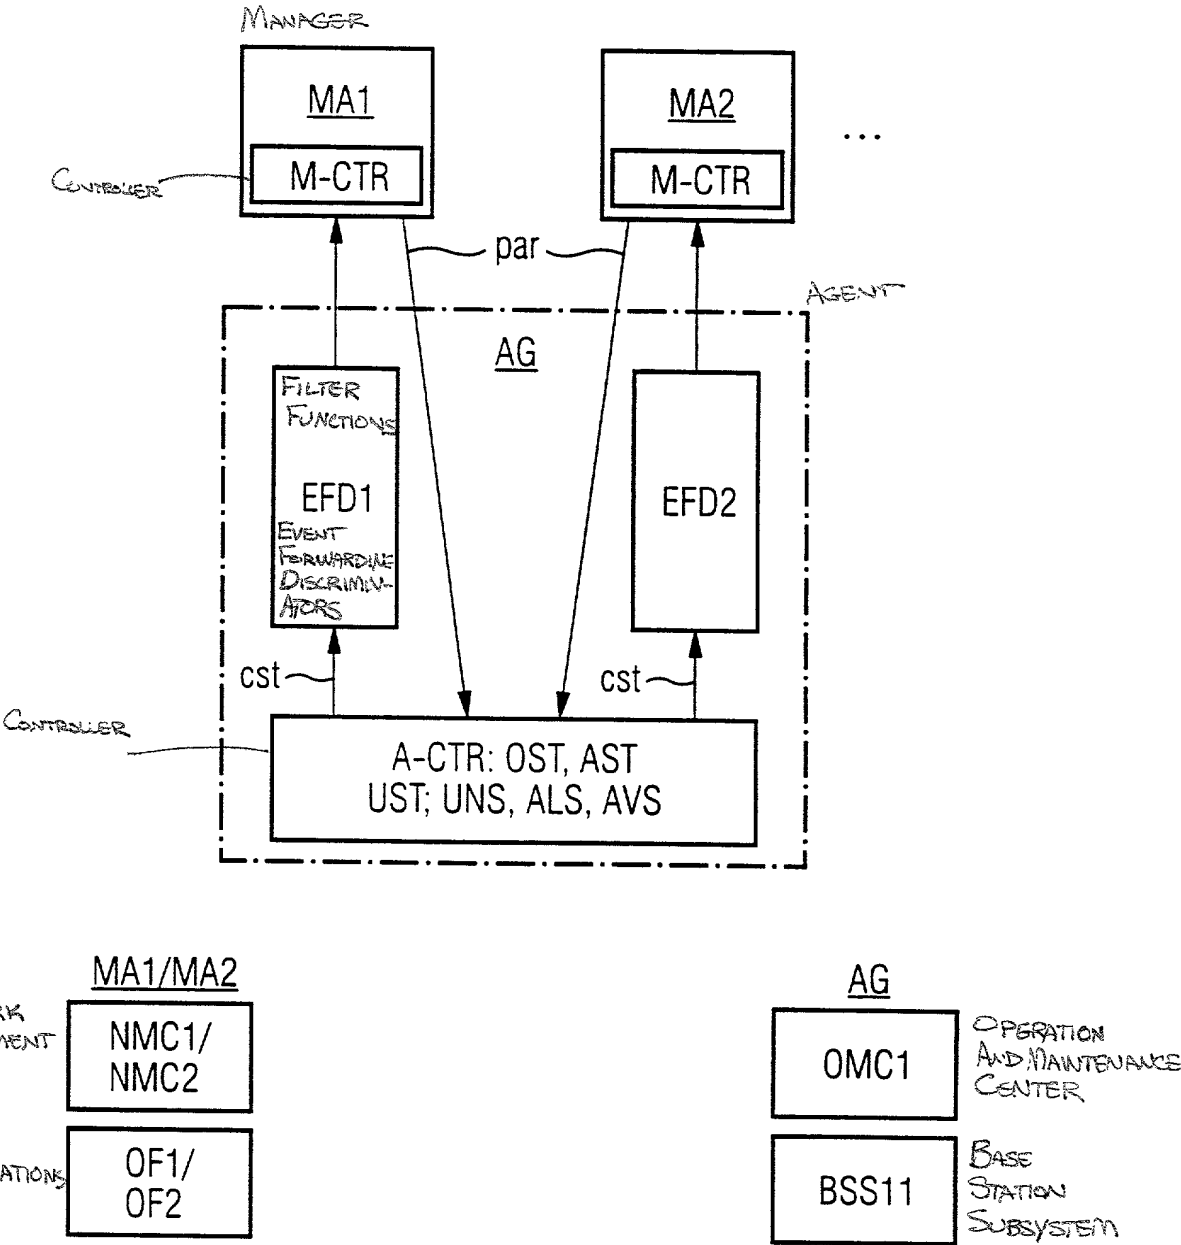 MANAGER
MA1
MA2
...
M-CTR
M-CTR
CONTROLLER
par
AGENT
AG
FILTER
FUNCTIONS
EFD1
EFD2
EVENT
FORWARDING
DISCRIMIN-
ATORS
cst
cst
CONTROLLER
A-CTR: OST, AST
UST; UNS, ALS, AVS
MA1/MA2
AG
NMC1/
NMC2
OMC1
OPERATION
AND MAINTENANCE
CENTER
OF1/
OF2
BSS11
BASE
STATION
SUBSYSTEM